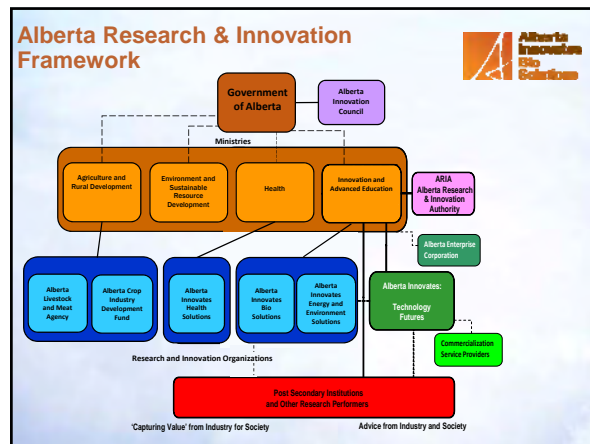 Alberta Research & Innovation
Framework
Alberta
Innovates
Bio
Solutions
Government
of Alberta
Alberta
Innovation
Council
Ministries
Agriculture and
Rural Development
Environment and
Sustainable
Resource
Development
Health
Innovation and
Advanced Education
ARIA
Alberta Research
& Innovation
Authority
Alberta Enterprise
Corporation
Alberta
Livestock
and Meat
Agency
Alberta Crop
Industry
Development
Fund
Alberta
Innovates
Health
Solutions
Alberta
Innovates
Bio
Solutions
Alberta
Innovates
Energy and
Environment
Solutions
Alberta Innovates:
Technology
Futures
Commercialization
Service Providers
Research and Innovation Organizations
Post Secondary Institutions
and Other Research Performers
'Capturing Value' from Industry for Society
Advice from Industry and Society